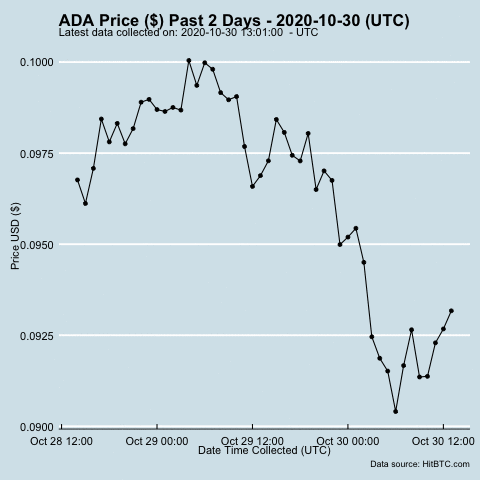 ADA Price ($) Past 2 Days - 2020-10-30 (UTC)
Latest data collected on: 2020-10-30 13:01:00 - UTC
0.1000
0.0975
0.0950
0.0925
0.0900
Price USD ($)
Oct 28 12:00 Oct 29 00:00 Oct 29 12:00 Oct 30 00:00 Oct 30 12:00
Date Time Collected (UTC)
Data source: HitBTC.com